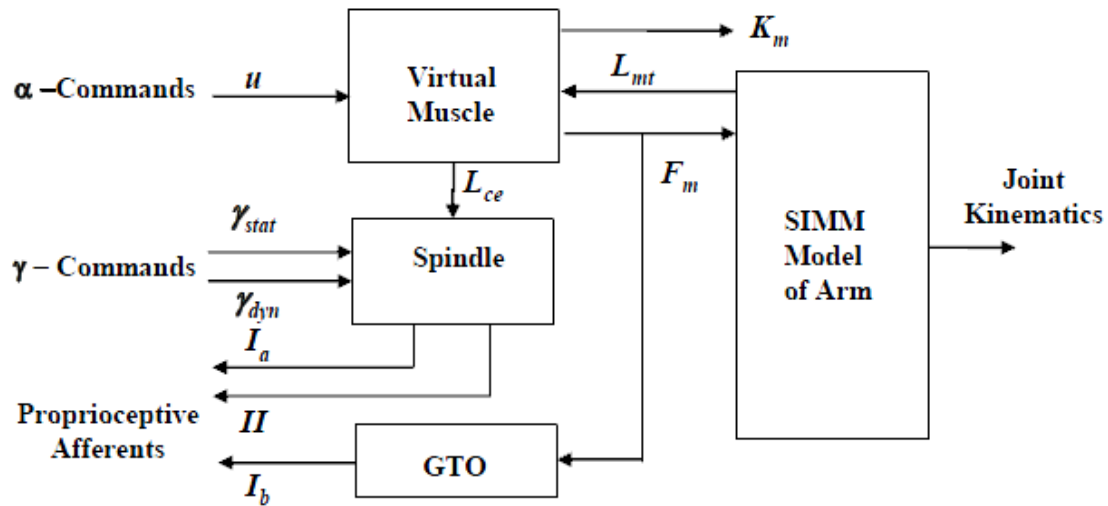 K_m
α –Commands
u
Virtual
Muscle
L_mt
F_m
L_ce
Joint
Kinematics
SIMM
Model
of Arm
γ_stat
γ – Commands
γ_dyn
Spindle
I_a
Proprioceptive
Afferents
II
I_b
GTO